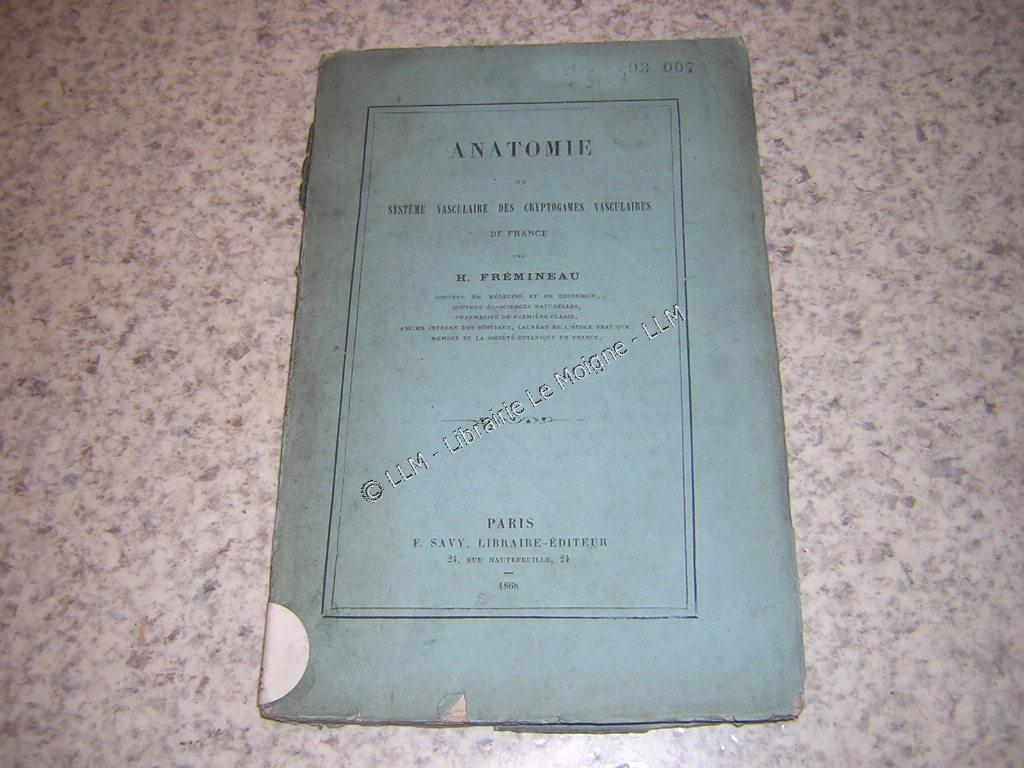 93 007
ANATOMIE
DU
SYSTÈME VASCULAIRE DES CRYPTOGAMES VASCULAIRES
DE FRANCE
PAR
H. FRÉMINEAU
DOCTEUR EN MÉDECINE ET EN CHIRURGIE,
DOCTEUR ÈS-SCIENCES NATURELLES,
PHARMACIEN DE PREMIÈRE CLASSE,
ANCIEN INTERNE DES HÔPITAUX, LAURÉAT DE L'ÉCOLE PRATIQUE,
MEMBRE DE LA SOCIÉTÉ BOTANIQUE DE FRANCE.
© LLM - Librairie Le Moigne - LLM
PARIS
F. SAVY, LIBRAIRE-ÉDITEUR
24, RUE HAUTEFEUILLE, 24
1868